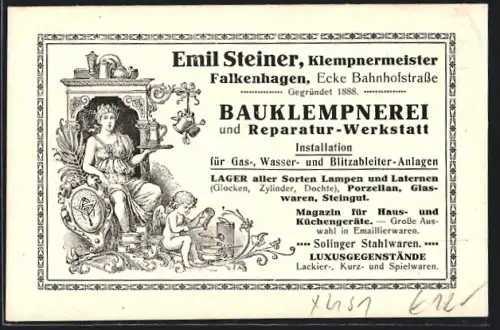 Emil Steiner, Klempnermeister
Falkenhagen, Ecke Bahnhofstraße
Gegründet 1888.
BAUKLEMPNEREI
und Reparatur-Werkstatt
Installation
für Gas-, Wasser- und Blitzableiter-Anlagen
LAGER aller Sorten Lampen und Laternen
(Glocken, Zylinder, Dochte), Porzellan, Glas-
waren, Steingut.
Magazin für Haus- und
Küchengeräte. — Große Aus-
wahl in Emaillierwaren.
Solinger Stahlwaren.
LUXUSGEGENSTÄNDE
Lackier-, Kurz- und Spielwaren.